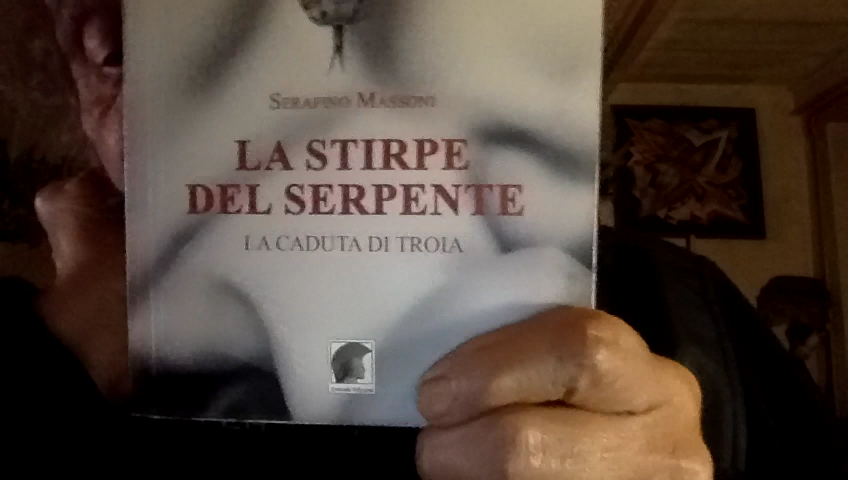 SERAFINO MASSONI
LA STIRPE
DEL SERPENTE
LA CADUTA DI TROIA